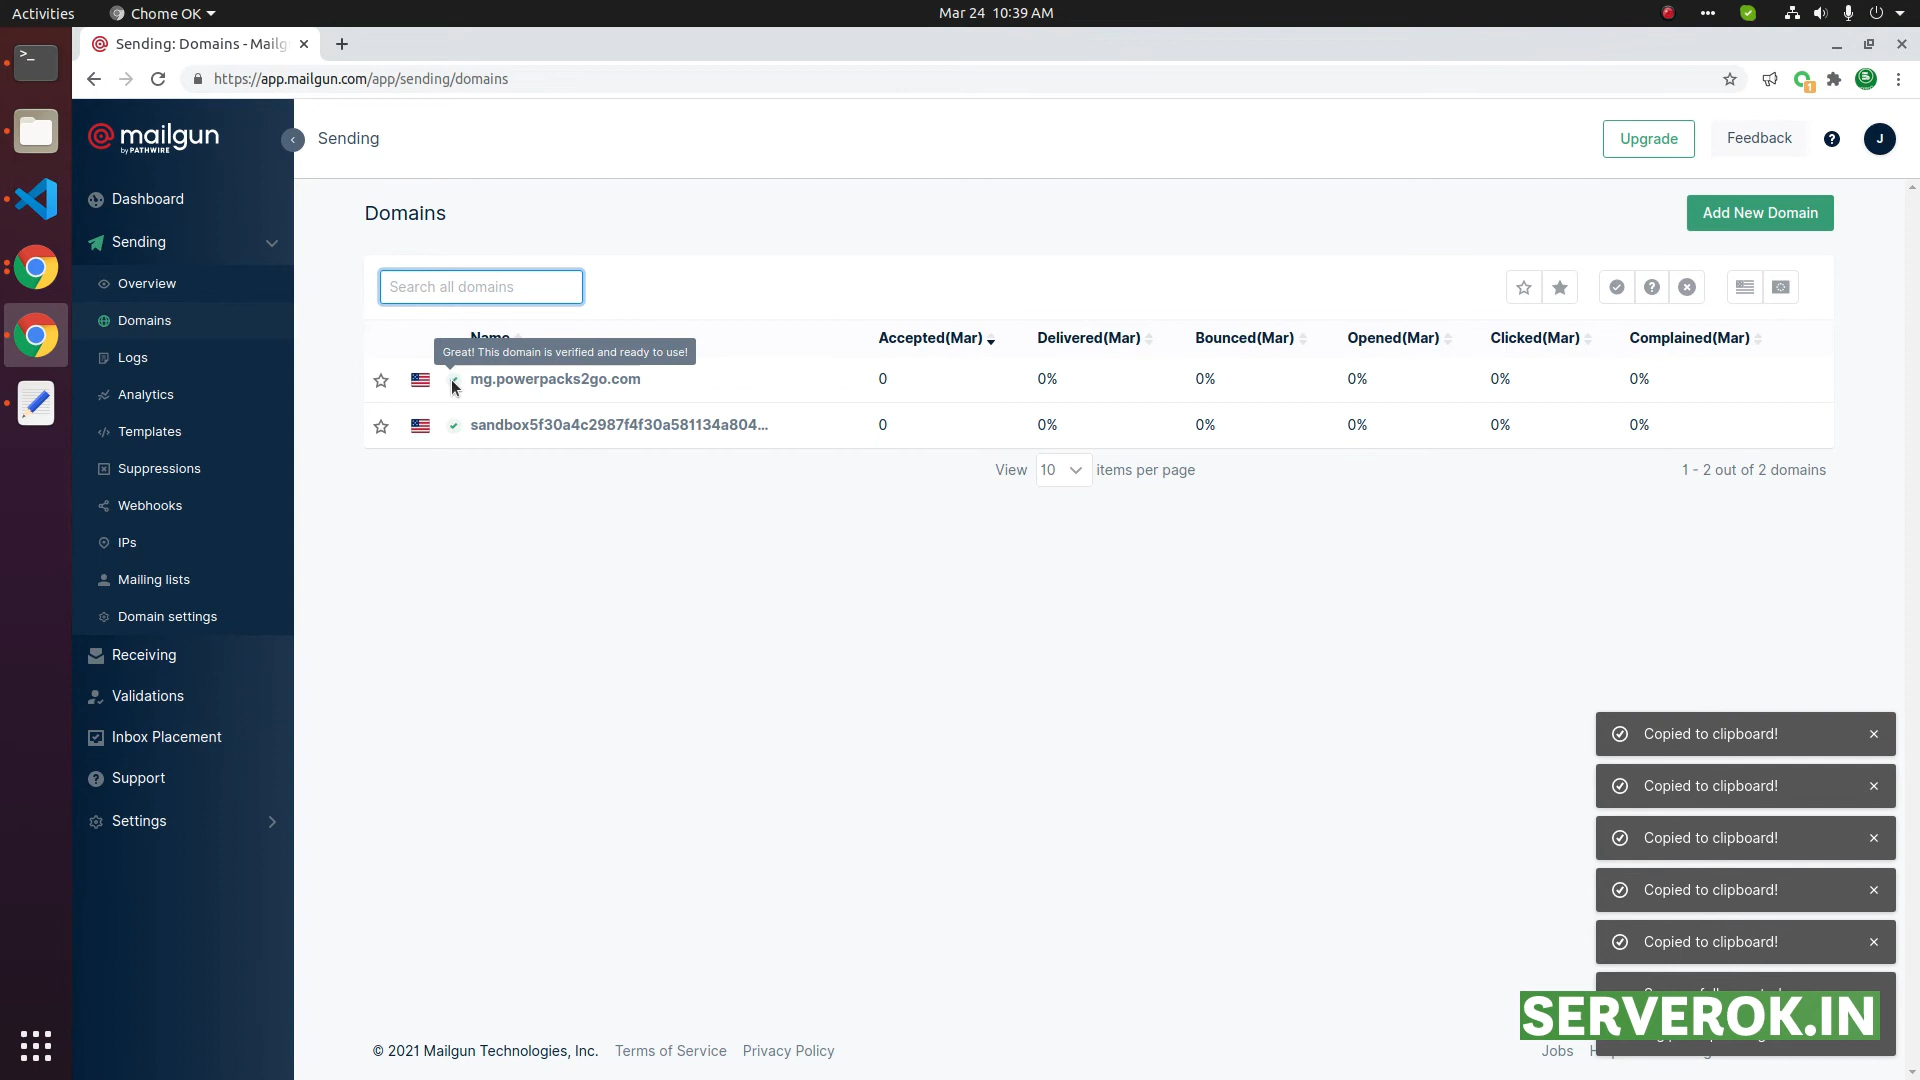 Activities
Chome OK
Mar 24 10:39 AM
Sending: Domains - Mailg
https://app.mailgun.com/app/sending/domains
1
mailgun
by PATHWIRE
Sending
Upgrade
Feedback
J
Dashboard
Sending
Overview
Domains
Logs
Analytics
Templates
Suppressions
Webhooks
IPs
Mailing lists
Domain settings
Receiving
Validations
Inbox Placement
Support
Settings
Domains
Add New Domain
Search all domains
Name Accepted(Mar) Delivered(Mar) Bounced(Mar) Opened(Mar) Clicked(Mar) Complained(Mar)
Great! This domain is verified and ready to use!
mg.powerpacks2go.com 0 0% 0% 0% 0% 0%
sandbox5f30a4c2987f4f30a581134a804... 0 0% 0% 0% 0% 0%
View 10 items per page
1 - 2 out of 2 domains
Copied to clipboard!
Copied to clipboard!
Copied to clipboard!
Copied to clipboard!
Copied to clipboard!
SERVEROK.IN
© 2021 Mailgun Technologies, Inc. Terms of Service Privacy Policy
Jobs